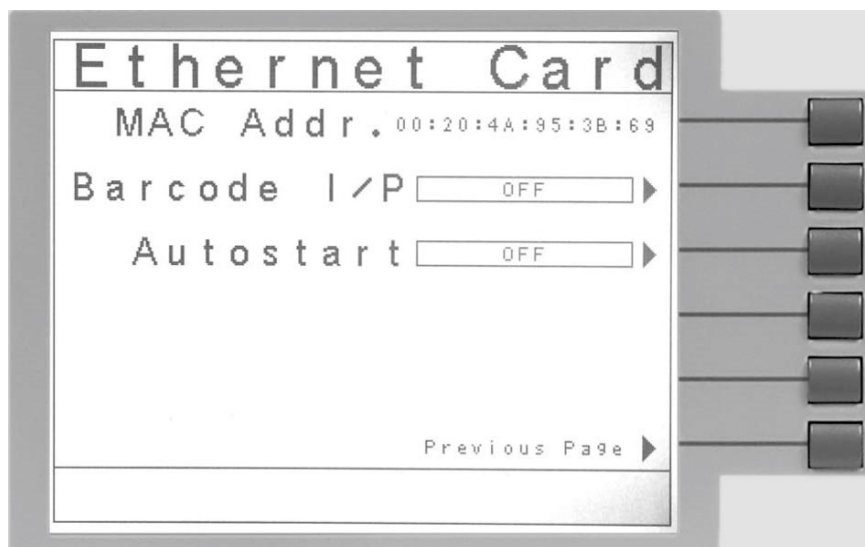 Ethernet Card
MAC Addr. 00:20:4A:95:3B:69
Barcode I/P OFF
Autostart OFF
Previous Page